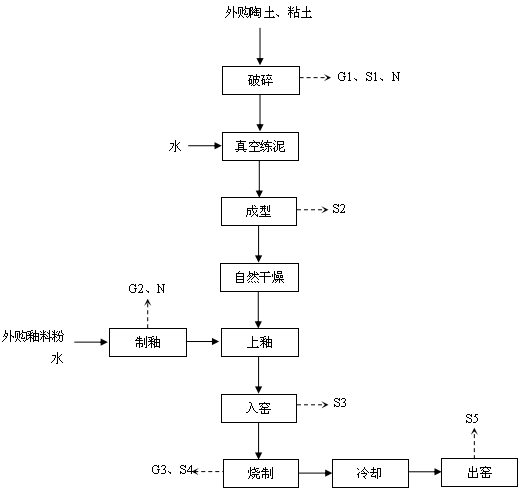 外购陶土、粘土
破碎
G1、S1、N
水
真空练泥
成型
S2
自然干燥
G2、N
外购釉料粉
水
制釉
上釉
入窑
S3
S5
G3、S4
烧制
冷却
出窑